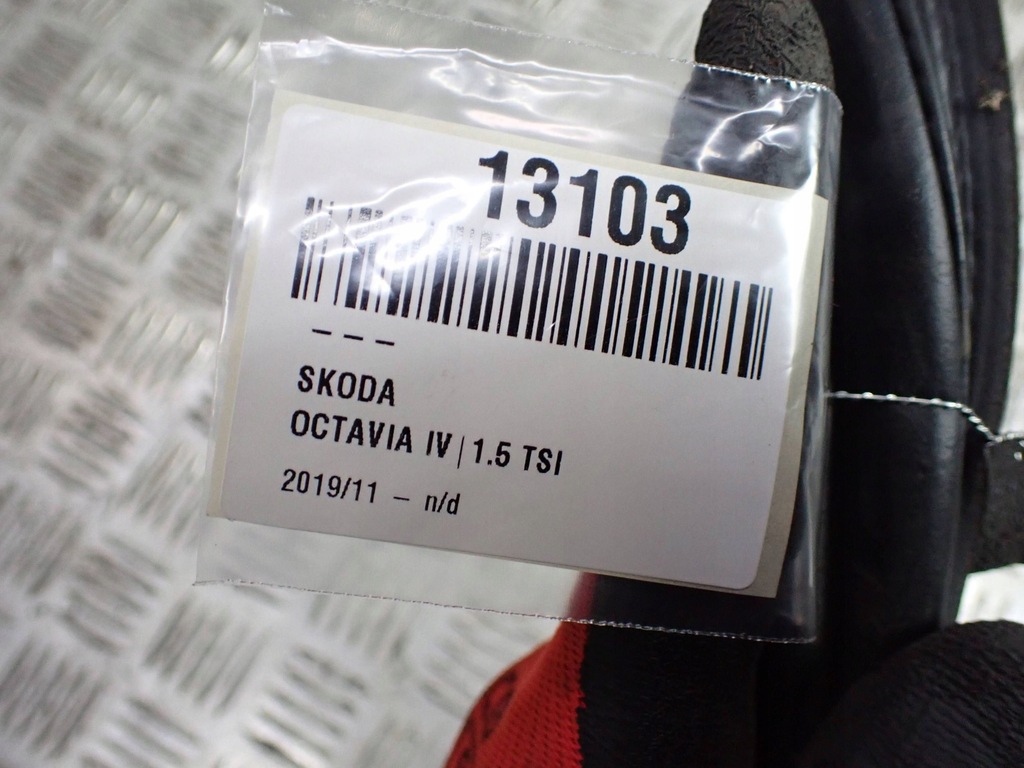 13103
– – –
SKODA
OCTAVIA IV | 1.5 TSI
2019/11 – n/d